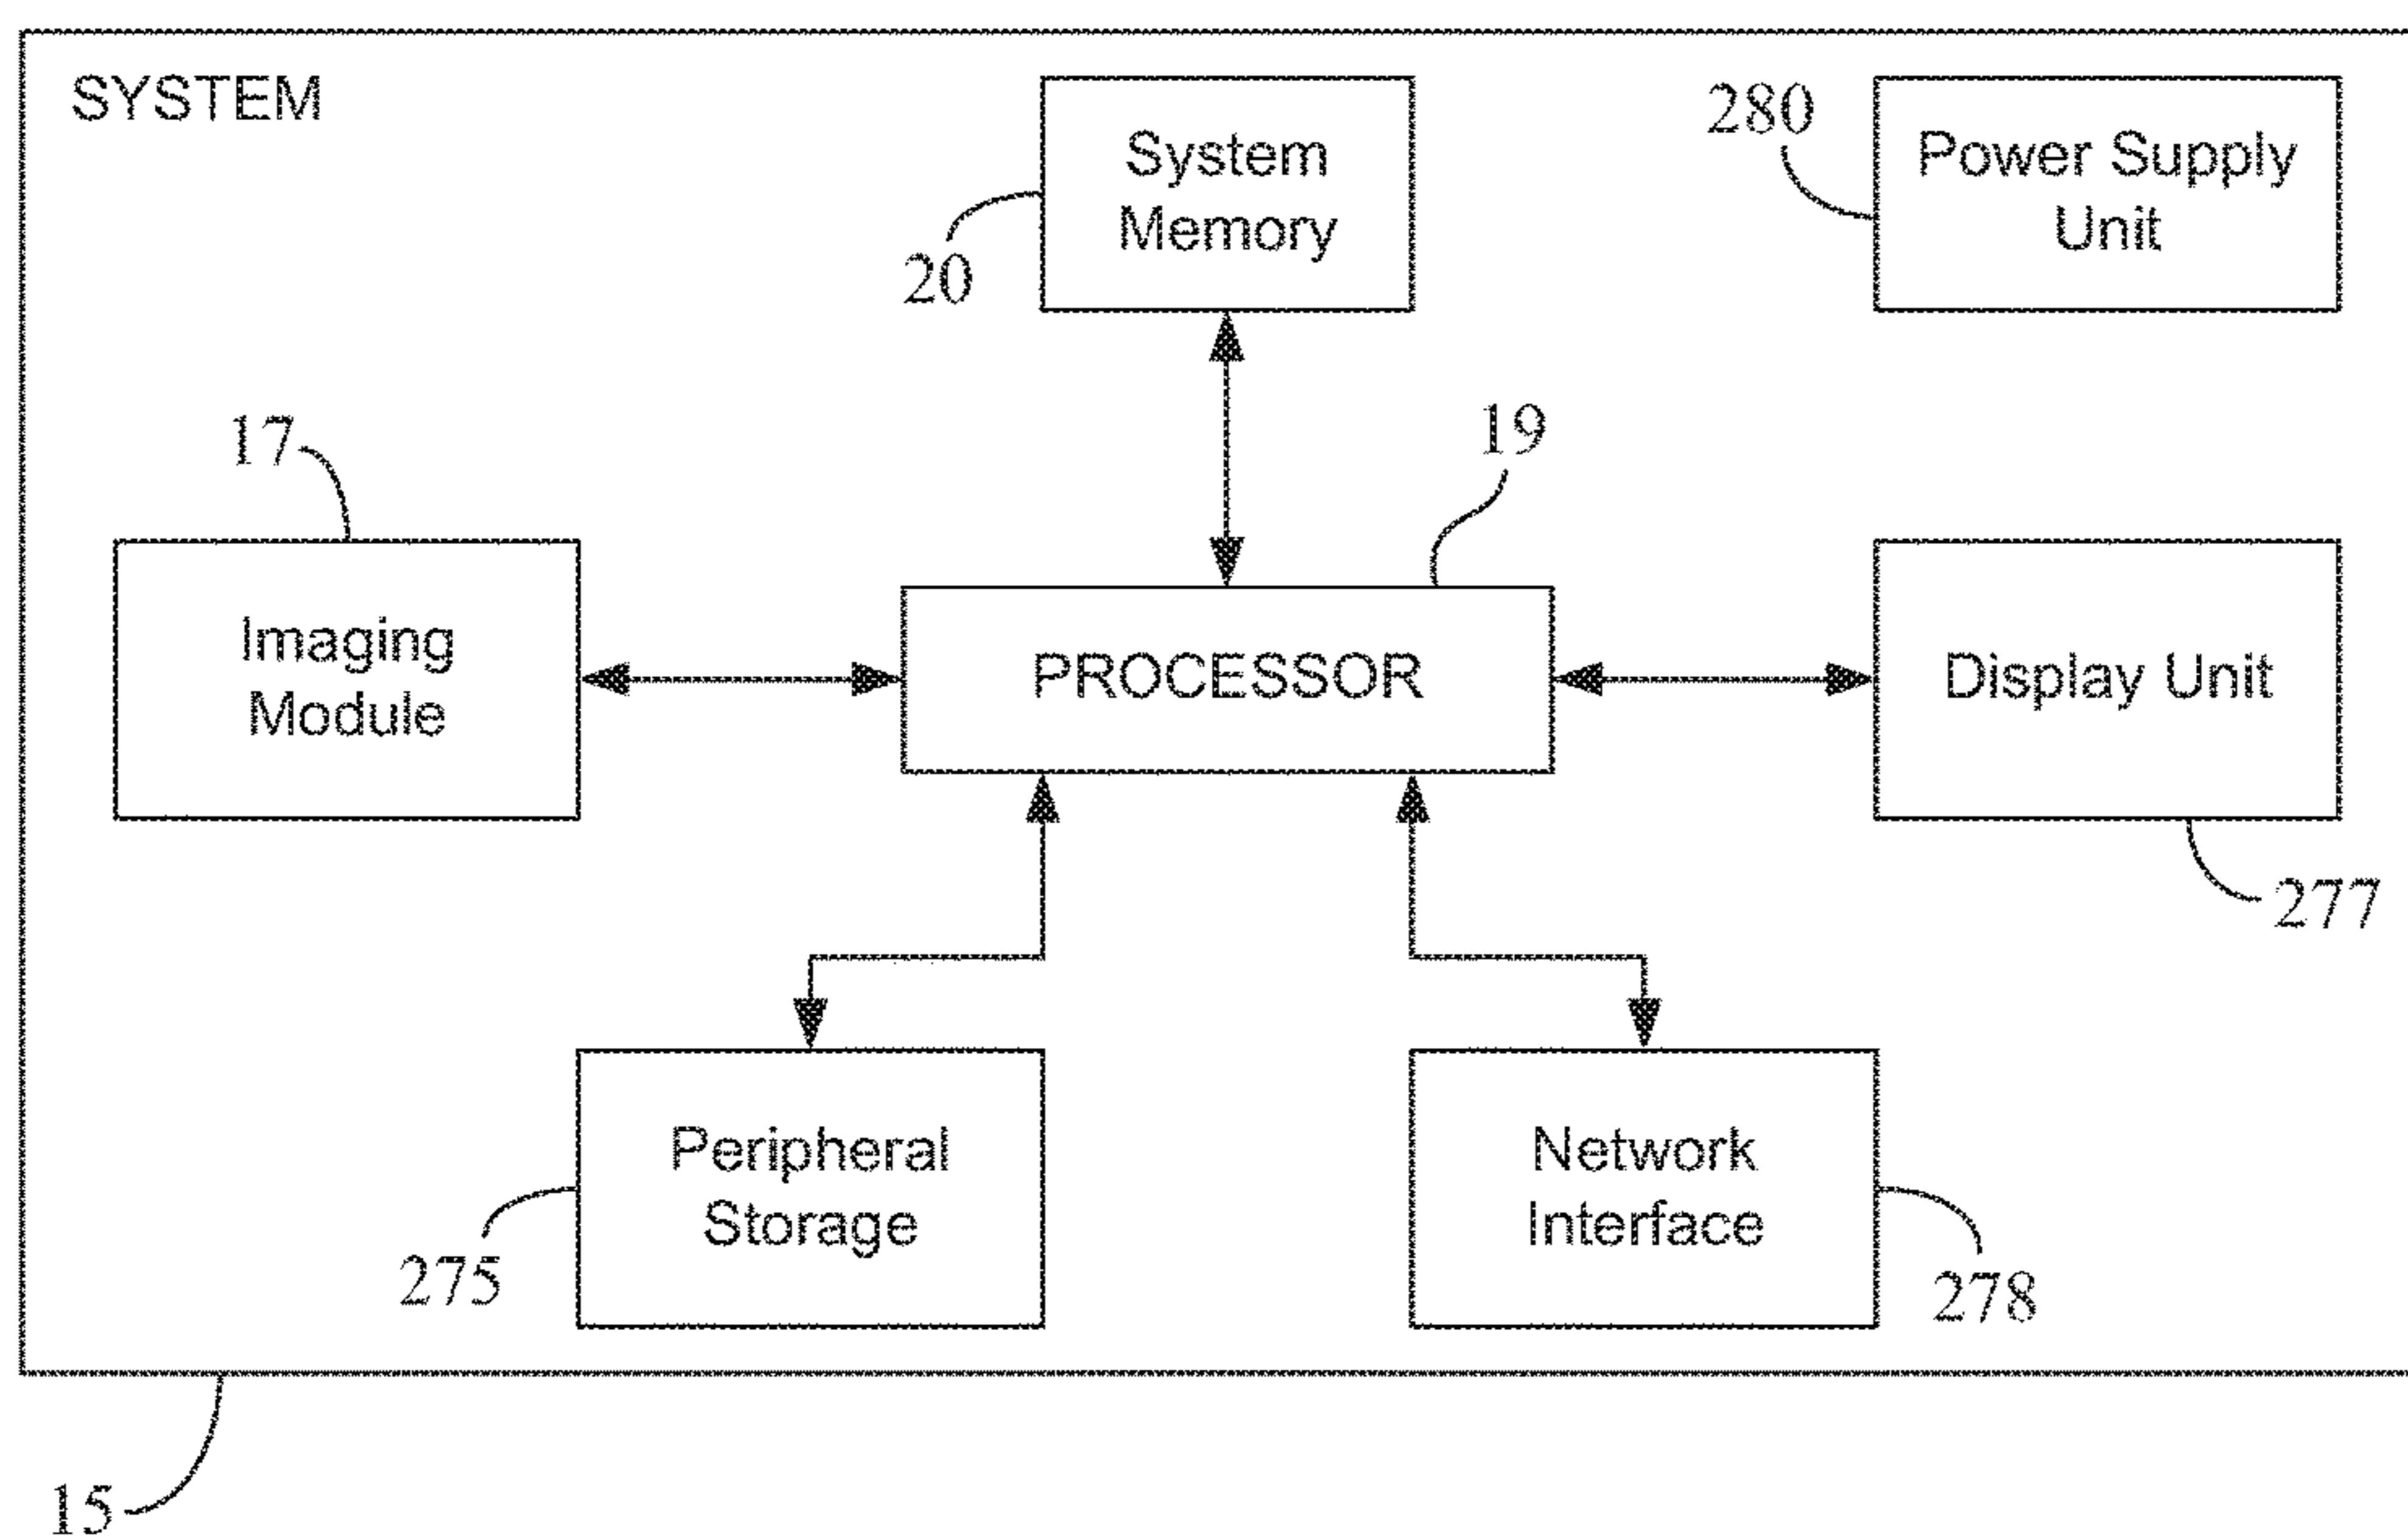 SYSTEM
System
Memory
20
280
Power Supply
Unit
17
19
Imaging
Module
PROCESSOR
Display Unit
277
Peripheral
Storage
275
Network
Interface
278
15